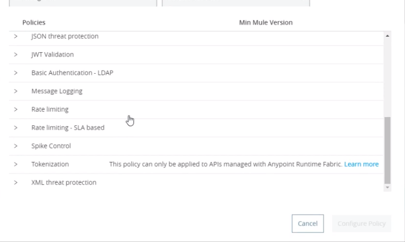 Policies Min Mule Version
JSON threat protection
JWT Validation
Basic Authentication - LDAP
Message Logging
Rate limiting
Rate limiting - SLA based
Spike Control
Tokenization This policy can only be applied to APIs managed with Anypoint Runtime Fabric. Learn more
XML threat protection
Cancel Configure Policy